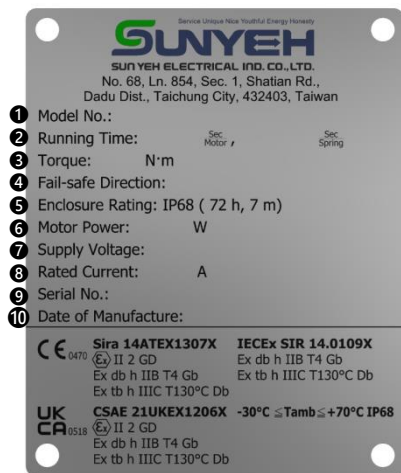 Service Unique Nice Youthful Energy Honesty
SUNYEH
SUN YEH ELECTRICAL IND. CO.,LTD.
No. 68, Ln. 854, Sec. 1, Shatian Rd.,
Dadu Dist., Taichung City, 432403, Taiwan
1 Model No.:
2 Running Time: Sec Motor , Sec Spring
3 Torque: N·m
4 Fail-safe Direction:
5 Enclosure Rating: IP68 ( 72 h, 7 m)
6 Motor Power: W
7 Supply Voltage:
8 Rated Current: A
9 Serial No.:
10 Date of Manufacture:
CE 0470 Sira 14ATEX1307X
Ex II 2 GD
Ex db h IIB T4 Gb
Ex tb h IIIC T130°C Db
IECEx SIR 14.0109X
Ex db h IIB T4 Gb
Ex tb h IIIC T130°C Db
UK CA 0518 CSAE 21UKEX1206X -30°C ≦Tamb≦+70°C IP68
Ex II 2 GD
Ex db h IIB T4 Gb
Ex tb h IIIC T130°C Db